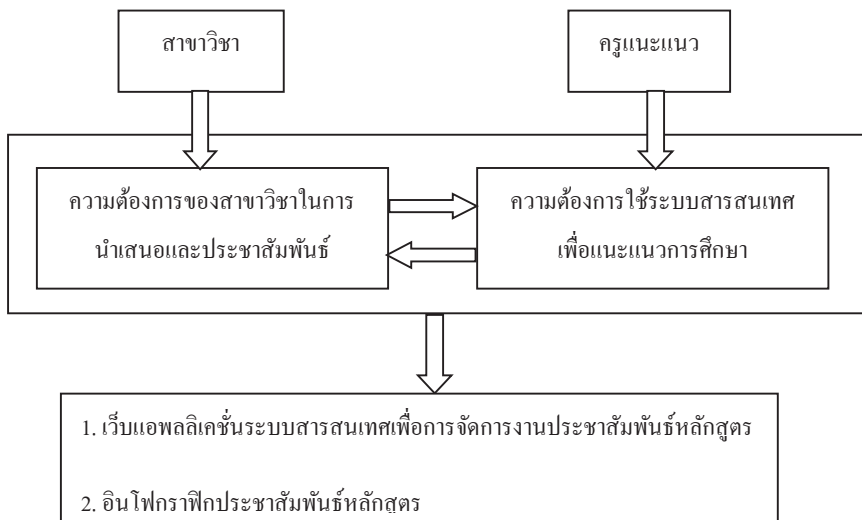 สาขาวิชา
ครูแนะแนว
ความต้องการของสาขาวิชาในการ
นำเสนอและประชาสัมพันธ์
ความต้องการใช้ระบบสารสนเทศ
เพื่อแนะแนวการศึกษา
1. เว็บแอพลลิเคชั่นระบบสารสนเทศเพื่อการจัดการงานประชาสัมพันธ์หลักสูตร
2. อินโฟกราฟิกประชาสัมพันธ์หลักสูตร